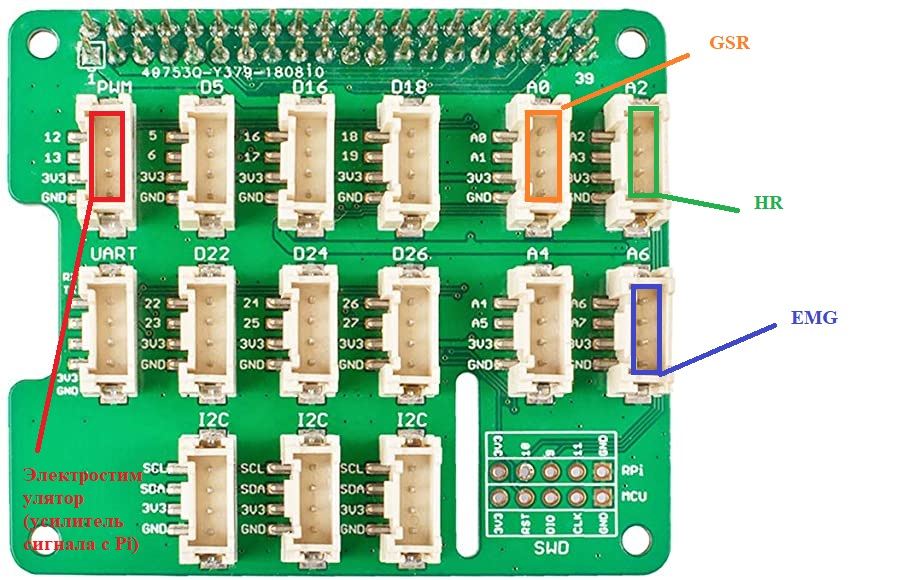 GSR
1
49753Q-Y379-180810
39
PWM D5 D16 D18 A0 A2
12 5 16 18 A0 A2
13 6 17 19 A1 A3
3V3 3V3 3V3 3V3 3V3 3V3
GND GND GND GND GND GND
HR
UART D22 D24 D26 A4 A6
22 24 26 A4 A6
23 25 27 A5 A7
3V3 3V3 3V3 3V3 3V3
3V3 GND GND GND GND GND
GND
EMG
I2C I2C I2C
SCL SCL SCL
SDA SDA SDA
3V3 3V3 3V3
GND GND GND
Электростим
улятор
(усилитель
сигнала с Pi)
3V3 10 9 11 GND
RPi
MCU
3V3 RST DIO CLK GND
SWD